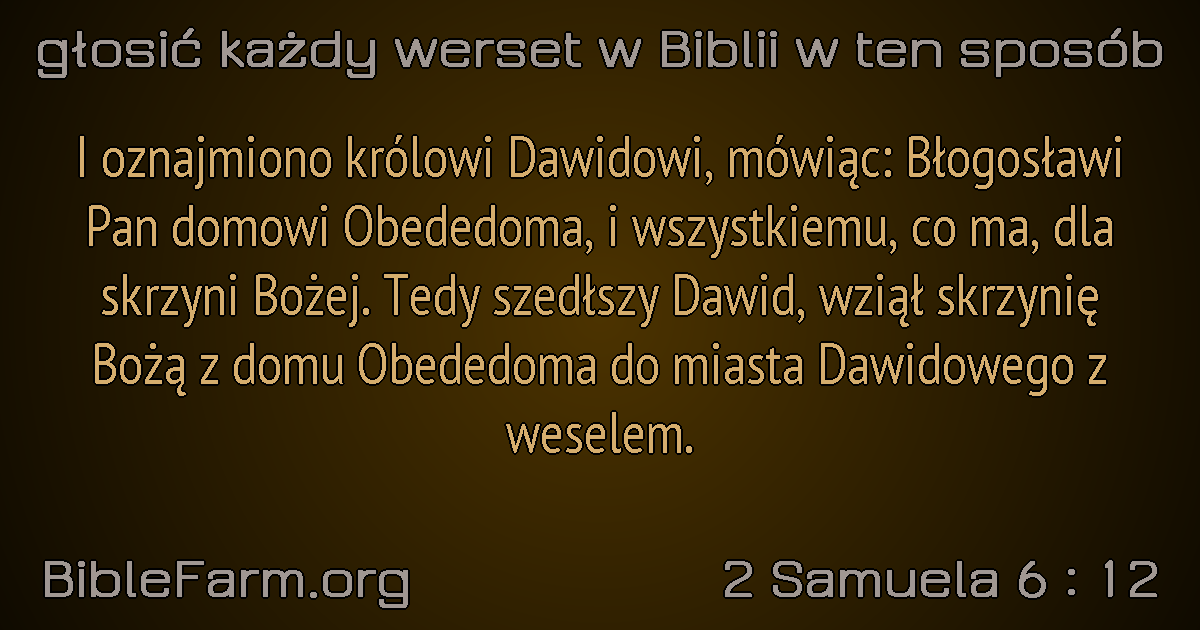 głosić każdy werset w Biblii w ten sposób
I oznajmiono królowi Dawidowi, mówiąc: Błogosławi
Pan domowi Obededoma, i wszystkiemu, co ma, dla
skrzyni Bożej. Tedy szedłszy Dawid, wziął skrzynię
Bożą z domu Obededoma do miasta Dawidowego z
weselem.
BibleFarm.org
2 Samuela 6 : 12